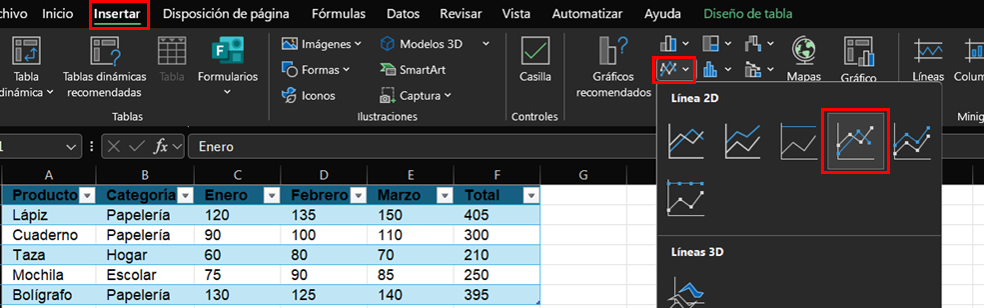 rchivo Inicio Insertar Disposición de página Fórmulas Datos Revisar Vista Automatizar Ayuda Diseño de tabla
Tabla dinámica
Tablas dinámicas recomendadas
Tabla
Formularios
Imágenes
Formas
Iconos
Modelos 3D
SmartArt
Captura
Casilla
Gráficos recomendados
Mapas
Gráfico
Líneas
Colum
Tablas
Ilustraciones
Controles
Minig
Línea 2D
Líneas 3D
fx Enero
A B C D E F G H
Producto Categoría Enero Febrero Marzo Total
Lápiz Papelería 120 135 150 405
Cuaderno Papelería 90 100 110 300
Taza Hogar 60 80 70 210
Mochila Escolar 75 90 85 250
Bolígrafo Papelería 130 125 140 395